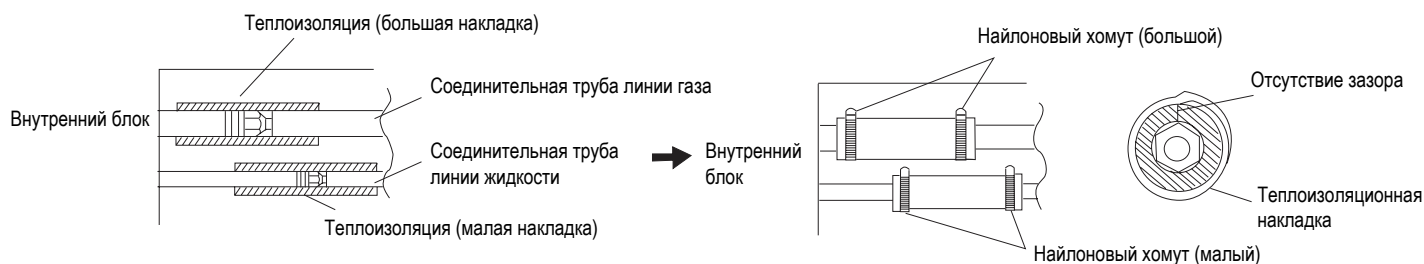 Теплоизоляция (большая накладка)
Соединительная труба линии газа
Внутренний блок
Соединительная труба
линии жидкости
Теплоизоляция (малая накладка)
Найлоновый хомут (большой)
Отсутствие зазора
Внутренний
блок
Теплоизоляционная
накладка
Найлоновый хомут (малый)